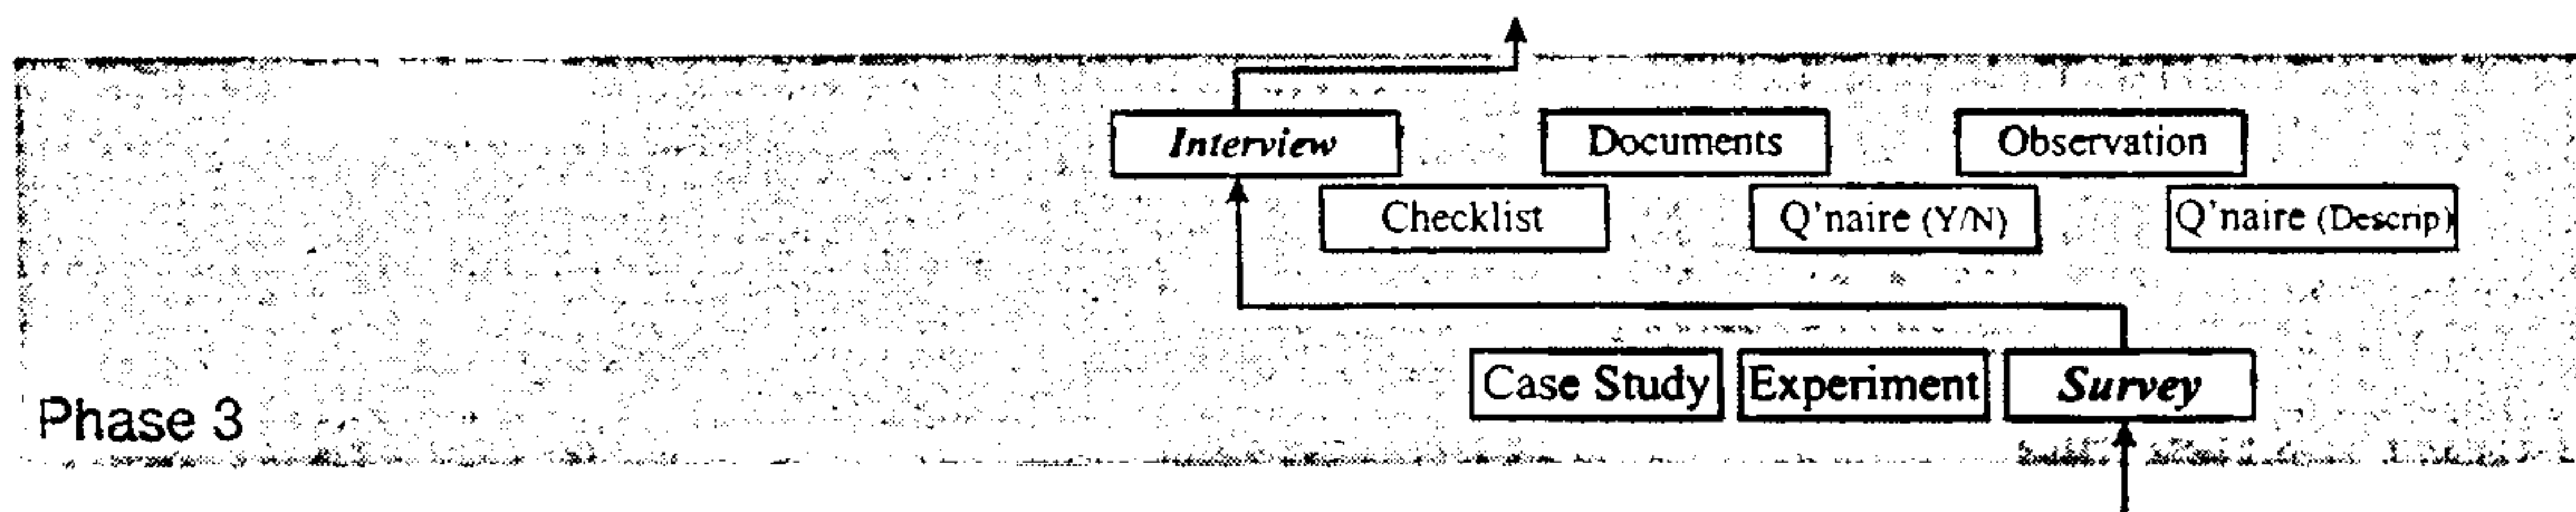 Interview Documents Observation
Checklist Q'naire (Y/N) Q'naire (Descrip)
Case Study Experiment Survey
Phase 3